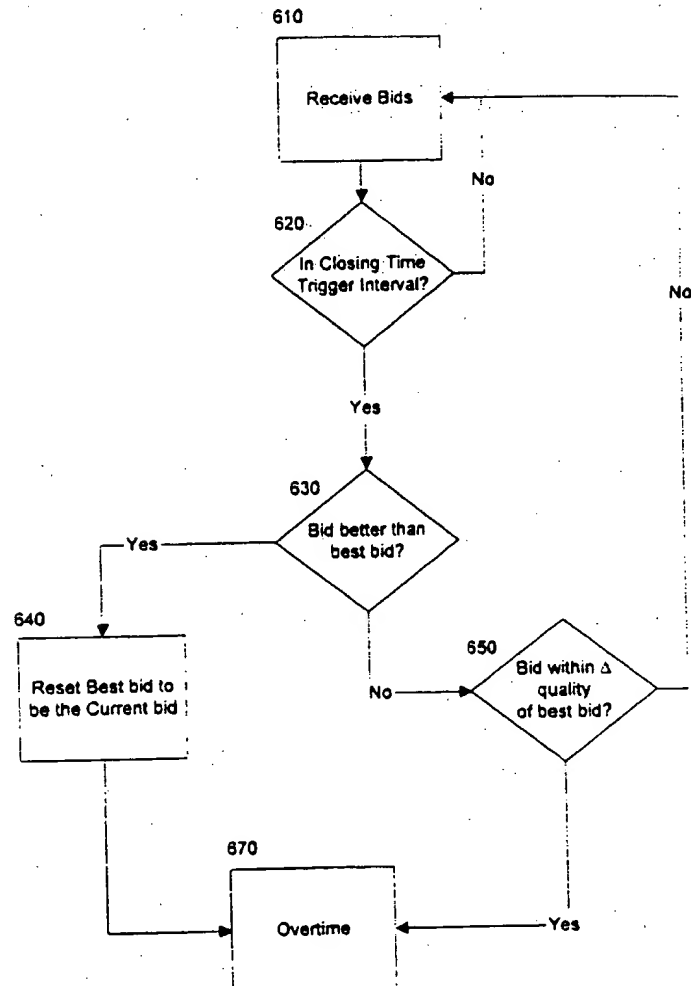 610
Receive Bids
No
620
In Closing Time
Trigger Interval?
No
Yes
630
Bid better than
best bid?
Yes
640
Reset Best bid to
be the Current bid
No
650
Bid within Δ
quality
of best bid?
670
Overtime
Yes